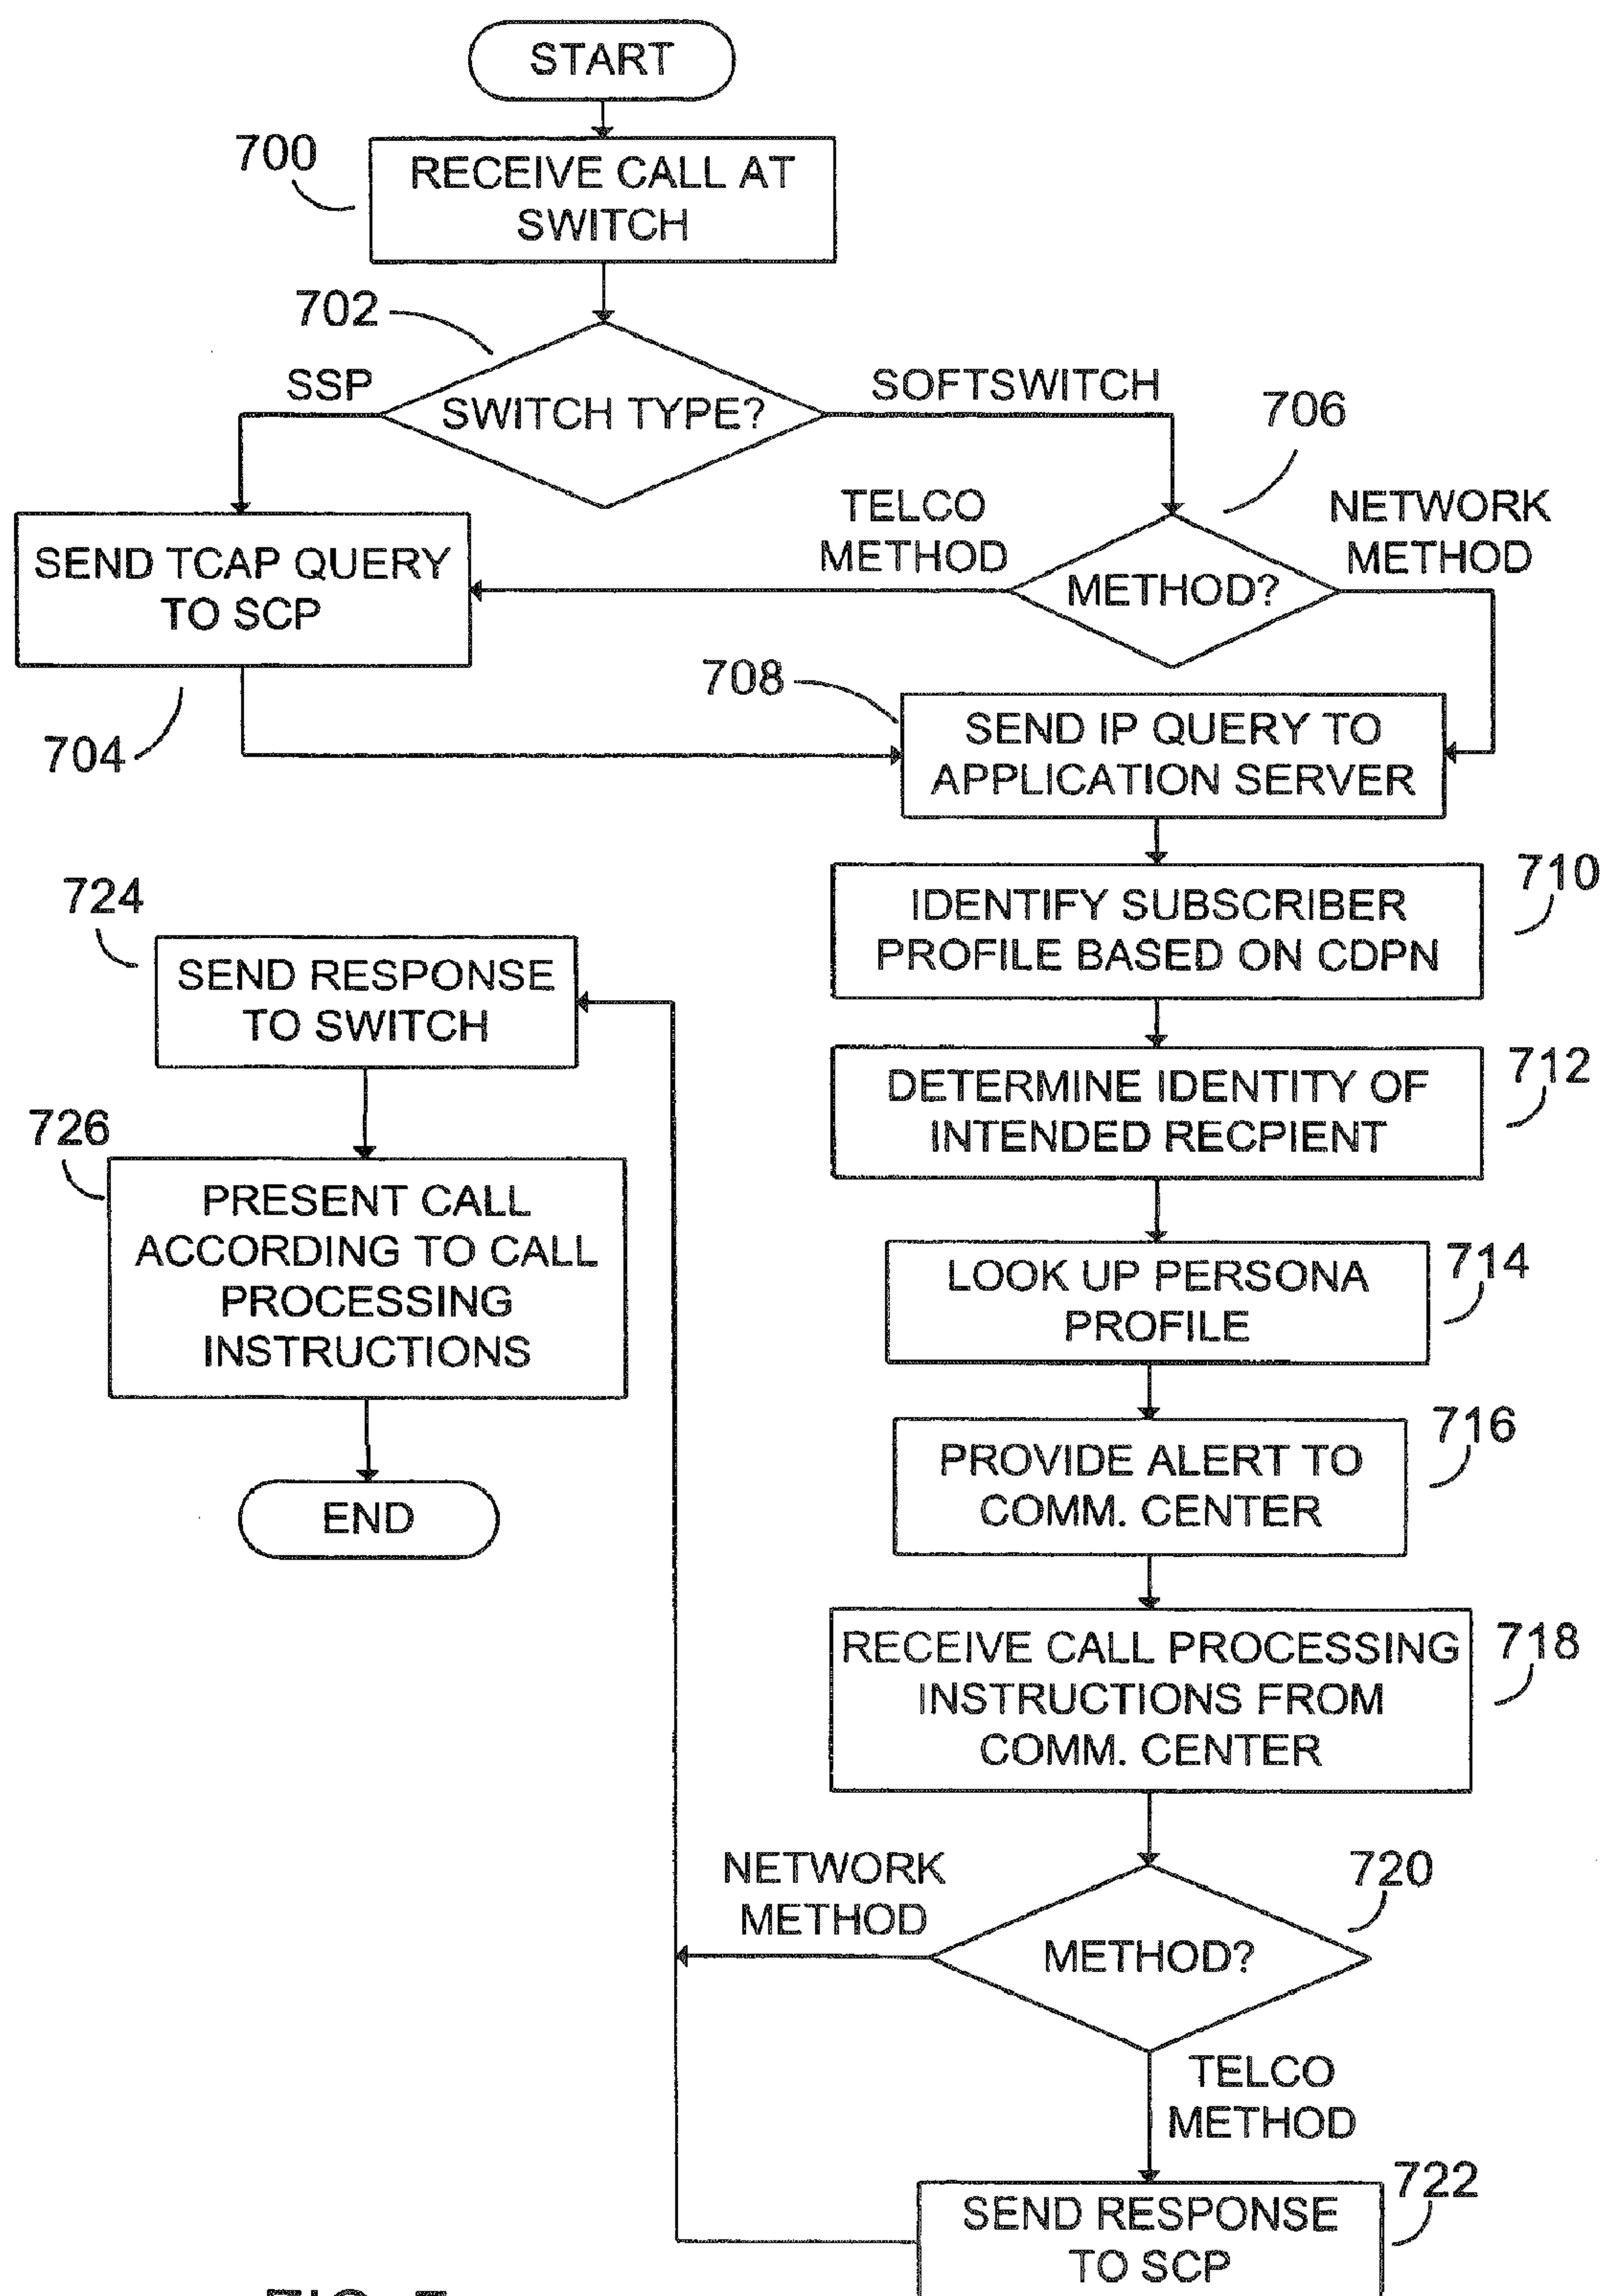 START
700
RECEIVE CALL AT
SWITCH
702
SSP
SWITCH TYPE?
SOFTSWITCH
706
TELCO
METHOD
METHOD?
NETWORK
METHOD
SEND TCAP QUERY
TO SCP
704
708
SEND IP QUERY TO
APPLICATION SERVER
710
IDENTIFY SUBSCRIBER
PROFILE BASED ON CDPN
712
DETERMINE IDENTITY OF
INTENDED RECPIENT
714
LOOK UP PERSONA
PROFILE
716
PROVIDE ALERT TO
COMM. CENTER
718
RECEIVE CALL PROCESSING
INSTRUCTIONS FROM
COMM. CENTER
720
METHOD?
NETWORK
METHOD
TELCO
METHOD
722
SEND RESPONSE
TO SCP
724
SEND RESPONSE
TO SWITCH
726
PRESENT CALL
ACCORDING TO CALL
PROCESSING
INSTRUCTIONS
END